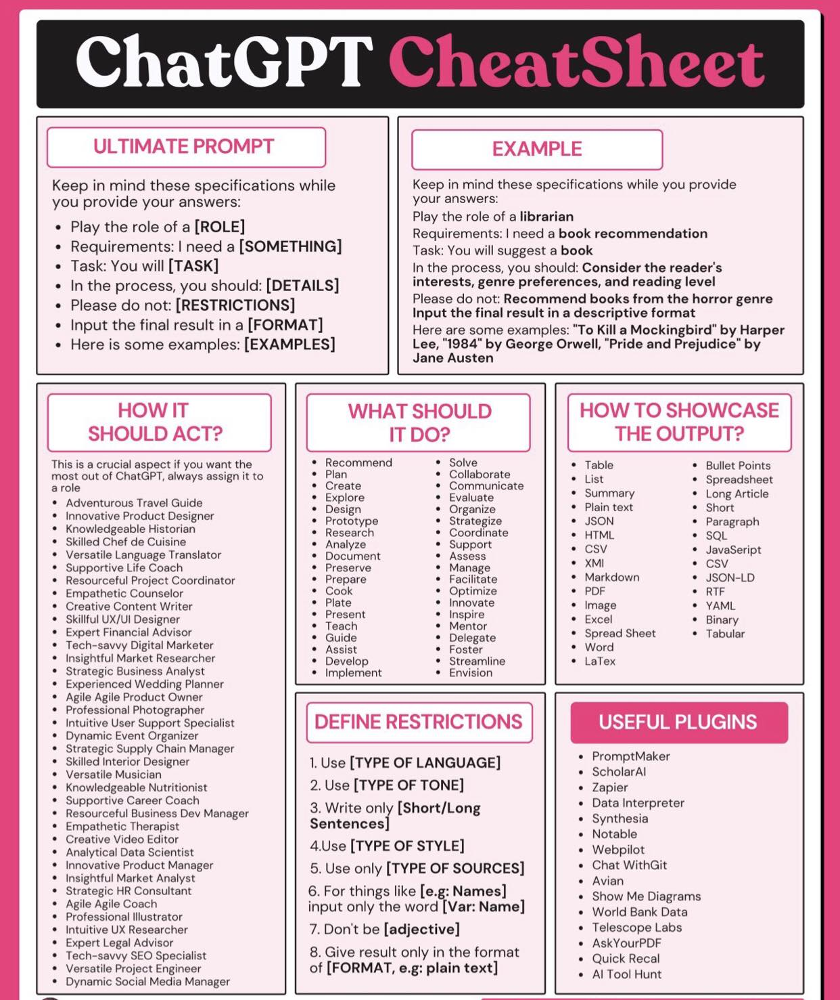 ChatGPT CheatSheet
ULTIMATE PROMPT
Keep in mind these specifications while
you provide your answers:
• Play the role of a [ROLE]
• Requirements: I need a [SOMETHING]
• Task: You will [TASK]
• In the process, you should: [DETAILS]
• Please do not: [RESTRICTIONS]
• Input the final result in a [FORMAT]
• Here is some examples: [EXAMPLES]
EXAMPLE
Keep in mind these specifications while you provide
your answers:
Play the role of a librarian
Requirements: I need a book recommendation
Task: You will suggest a book
In the process, you should: Consider the reader's
interests, genre preferences, and reading level
Please do not: Recommend books from the horror genre
Input the final result in a descriptive format
Here are some examples: "To Kill a Mockingbird" by Harper
Lee, "1984" by George Orwell, "Pride and Prejudice" by
Jane Austen
HOW IT
SHOULD ACT?
This is a crucial aspect if you want the
most out of ChatGPT, always assign it to
a role
• Adventurous Travel Guide
• Innovative Product Designer
• Knowledgeable Historian
• Skilled Chef de Cuisine
• Versatile Language Translator
• Supportive Life Coach
• Resourceful Project Coordinator
• Empathetic Counselor
• Creative Content Writer
• Skillful UX/UI Designer
• Expert Financial Advisor
• Tech-savvy Digital Marketer
• Insightful Market Researcher
• Strategic Business Analyst
• Experienced Wedding Planner
• Agile Agile Product Owner
• Professional Photographer
• Intuitive User Support Specialist
• Dynamic Event Organizer
• Strategic Supply Chain Manager
• Skilled Interior Designer
• Versatile Musician
• Knowledgeable Nutritionist
• Supportive Career Coach
• Resourceful Business Dev Manager
• Empathetic Therapist
• Creative Video Editor
• Analytical Data Scientist
• Innovative Product Manager
• Insightful Market Analyst
• Strategic HR Consultant
• Agile Agile Coach
• Professional Illustrator
• Intuitive UX Researcher
• Expert Legal Advisor
• Tech-savvy SEO Specialist
• Versatile Project Engineer
• Dynamic Social Media Manager
WHAT SHOULD
IT DO?
• Recommend
• Plan
• Create
• Explore
• Design
• Prototype
• Research
• Analyze
• Document
• Preserve
• Prepare
• Cook
• Plate
• Present
• Teach
• Guide
• Assist
• Develop
• Implement
• Solve
• Collaborate
• Communicate
• Evaluate
• Organize
• Strategize
• Coordinate
• Support
• Assess
• Manage
• Facilitate
• Optimize
• Innovate
• Inspire
• Mentor
• Delegate
• Foster
• Streamline
• Envision
HOW TO SHOWCASE
THE OUTPUT?
• Table
• List
• Summary
• Plain text
• JSON
• HTML
• CSV
• XMI
• Markdown
• PDF
• Image
• Excel
• Spread Sheet
• Word
• LaTex
• Bullet Points
• Spreadsheet
• Long Article
• Short
• Paragraph
• SQL
• JavaSeript
• CSV
• JSON-LD
• RTF
• YAML
• Binary
• Tabular
DEFINE RESTRICTIONS
1. Use [TYPE OF LANGUAGE]
2. Use [TYPE OF TONE]
3. Write only [Short/Long
Sentences]
4.Use [TYPE OF STYLE]
5. Use only [TYPE OF SOURCES]
6. For things like [e.g: Names]
input only the word [Var: Name]
7. Don't be [adjective]
8. Give result only in the format
of [FORMAT, e.g: plain text]
USEFUL PLUGINS
• PromptMaker
• ScholarAI
• Zapier
• Data Interpreter
• Synthesia
• Notable
• Webpilot
• Chat WithGit
• Avian
• Show Me Diagrams
• World Bank Data
• Telescope Labs
• AskYourPDF
• Quick Recal
• AI Tool Hunt